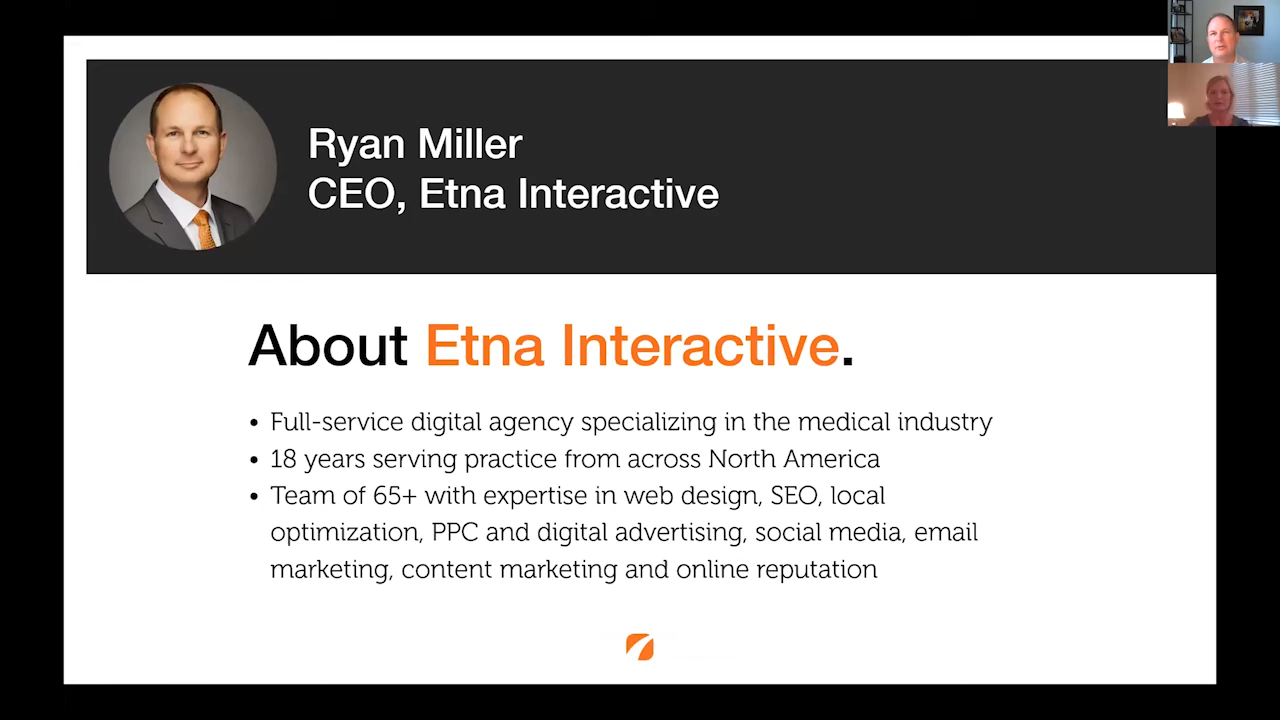 Ryan Miller
CEO, Etna Interactive
About Etna Interactive.
• Full-service digital agency specializing in the medical industry
• 18 years serving practice from across North America
• Team of 65+ with expertise in web design, SEO, local
optimization, PPC and digital advertising, social media, email
marketing, content marketing and online reputation